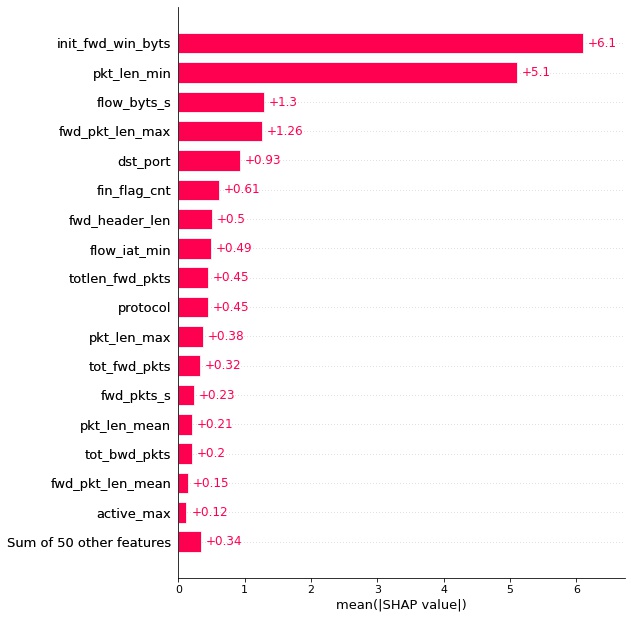 init_fwd_win_byts +6.1
pkt_len_min +5.1
flow_byts_s +1.3
fwd_pkt_len_max +1.26
dst_port +0.93
fin_flag_cnt +0.61
fwd_header_len +0.5
flow_iat_min +0.49
totlen_fwd_pkts +0.45
protocol +0.45
pkt_len_max +0.38
tot_fwd_pkts +0.32
fwd_pkts_s +0.23
pkt_len_mean +0.21
tot_bwd_pkts +0.2
fwd_pkt_len_mean +0.15
active_max +0.12
Sum of 50 other features +0.34
0 1 2 3 4 5 6
mean(|SHAP value|)